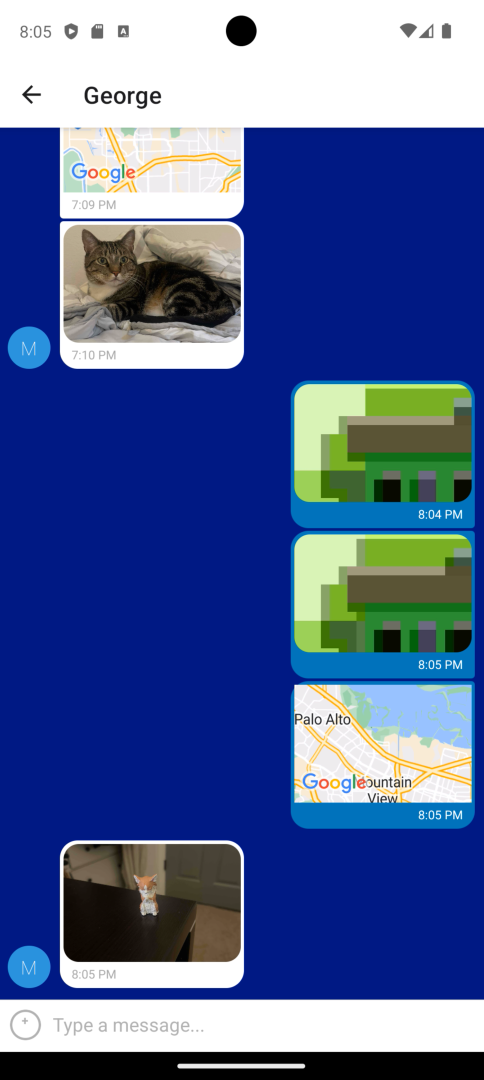 8:05
George
Google
7:09 PM
7:10 PM
M
8:04 PM
8:05 PM
Palo Alto
Google
ountain
View
8:05 PM
8:05 PM
M
Type a message...